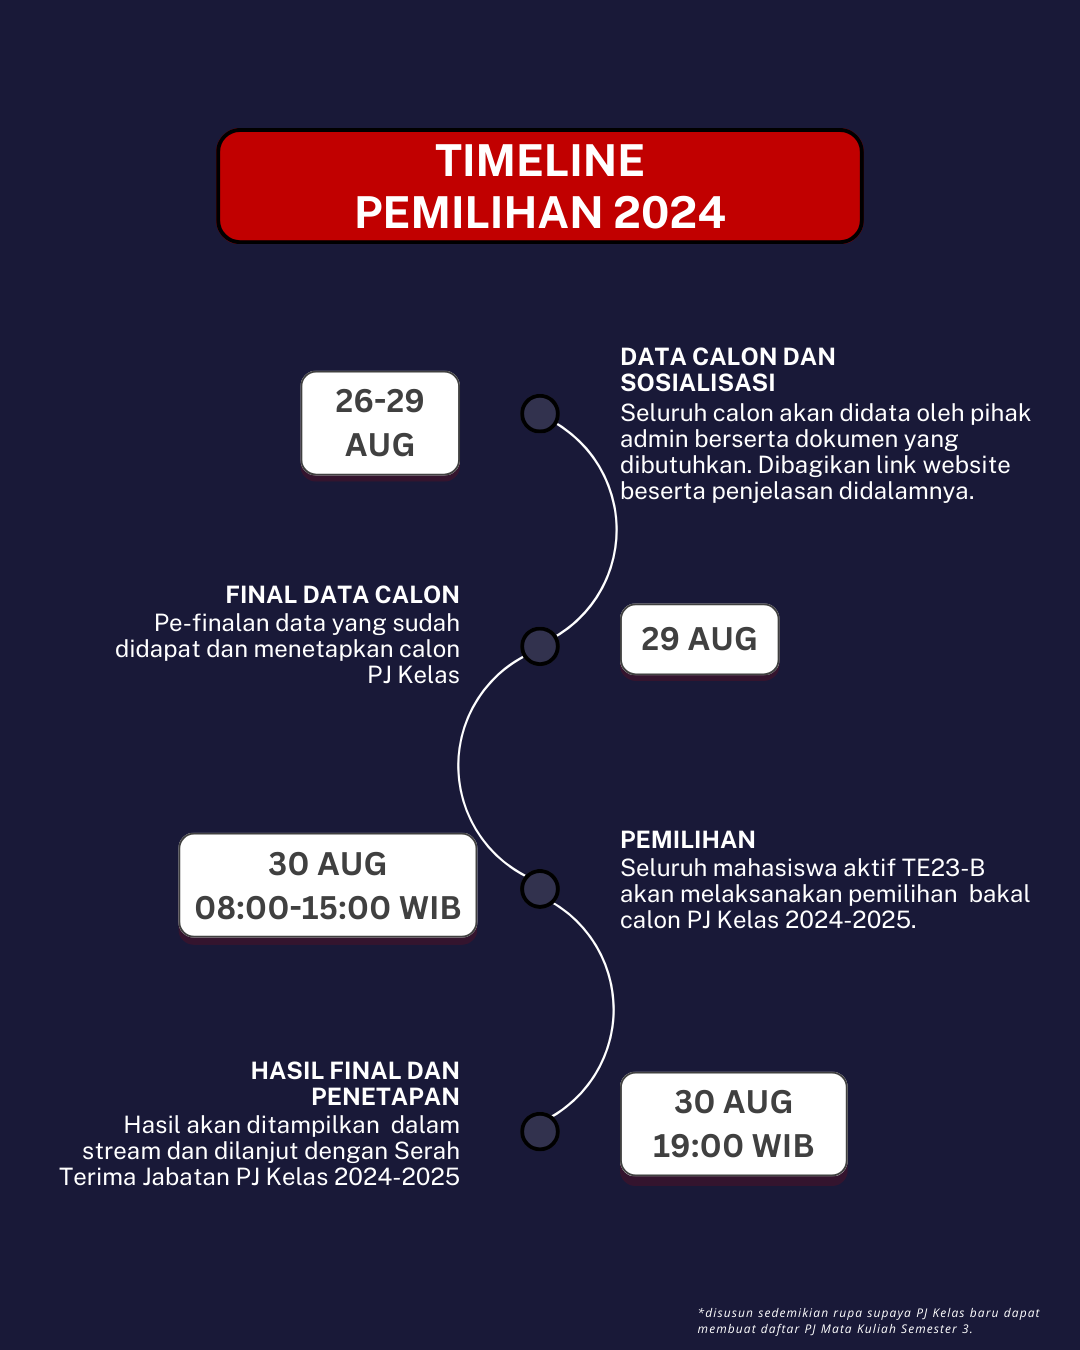 TIMELINE
PEMILIHAN 2024
26-29
AUG
DATA CALON DAN
SOSIALISASI
Seluruh calon akan didata oleh pihak
admin berserta dokumen yang
dibutuhkan. Dibagikan link website
beserta penjelasan didalamnya.
FINAL DATA CALON
Pe-finalan data yang sudah
didapat dan menetapkan calon
PJ Kelas
29 AUG
30 AUG
08:00-15:00 WIB
PEMILIHAN
Seluruh mahasiswa aktif TE23-B
akan melaksanakan pemilihan  bakal
calon PJ Kelas 2024-2025.
HASIL FINAL DAN
PENETAPAN
Hasil akan ditampilkan  dalam
stream dan dilanjut dengan Serah
Terima Jabatan PJ Kelas 2024-2025
30 AUG
19:00 WIB
*disusun sedemikian rupa supaya PJ Kelas baru dapat
membuat daftar PJ Mata Kuliah Semester 3.